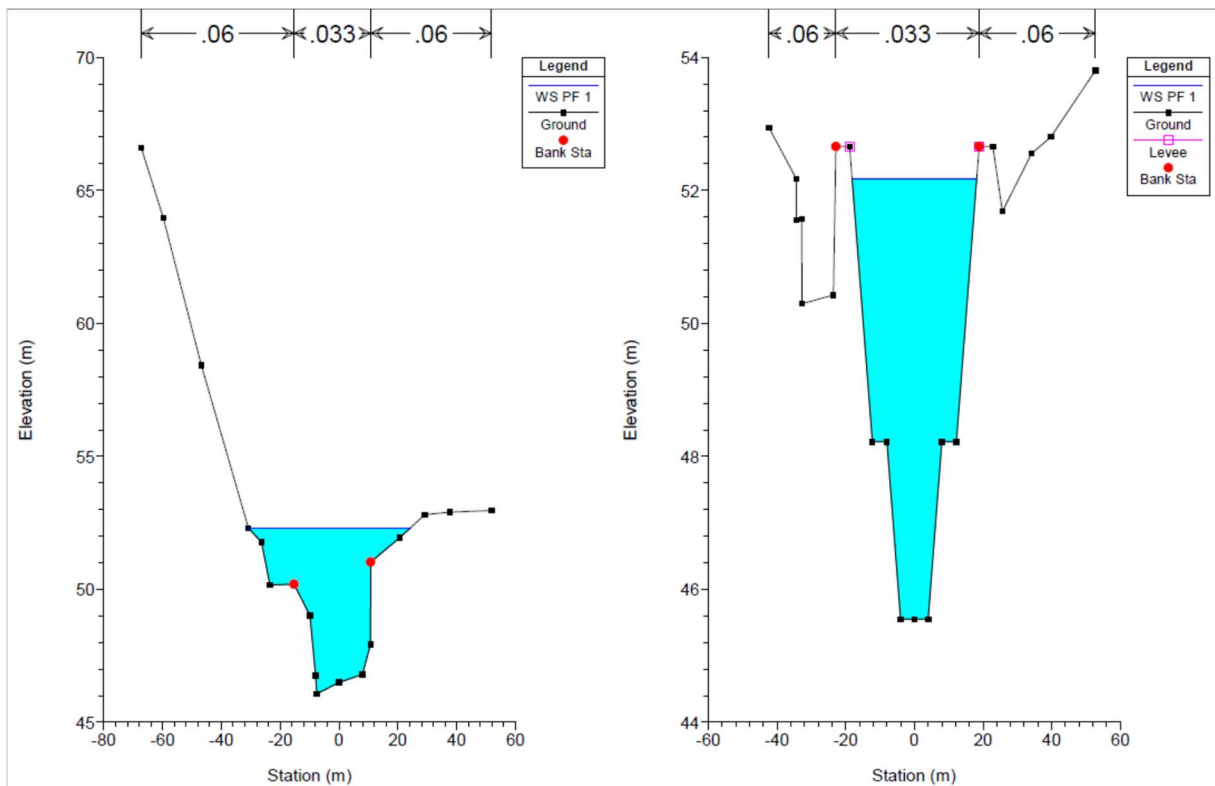 .06 .033 .06
Legend
WS PF 1
Ground
Bank Sta
70
65
60
55
50
45
-80 -60 -40 -20 0 20 40 60
Elevation (m)
Station (m)
.06 .033 .06
Legend
WS PF 1
Ground
Levee
Bank Sta
54
52
50
48
46
44
-60 -40 -20 0 20 40 60
Elevation (m)
Station (m)